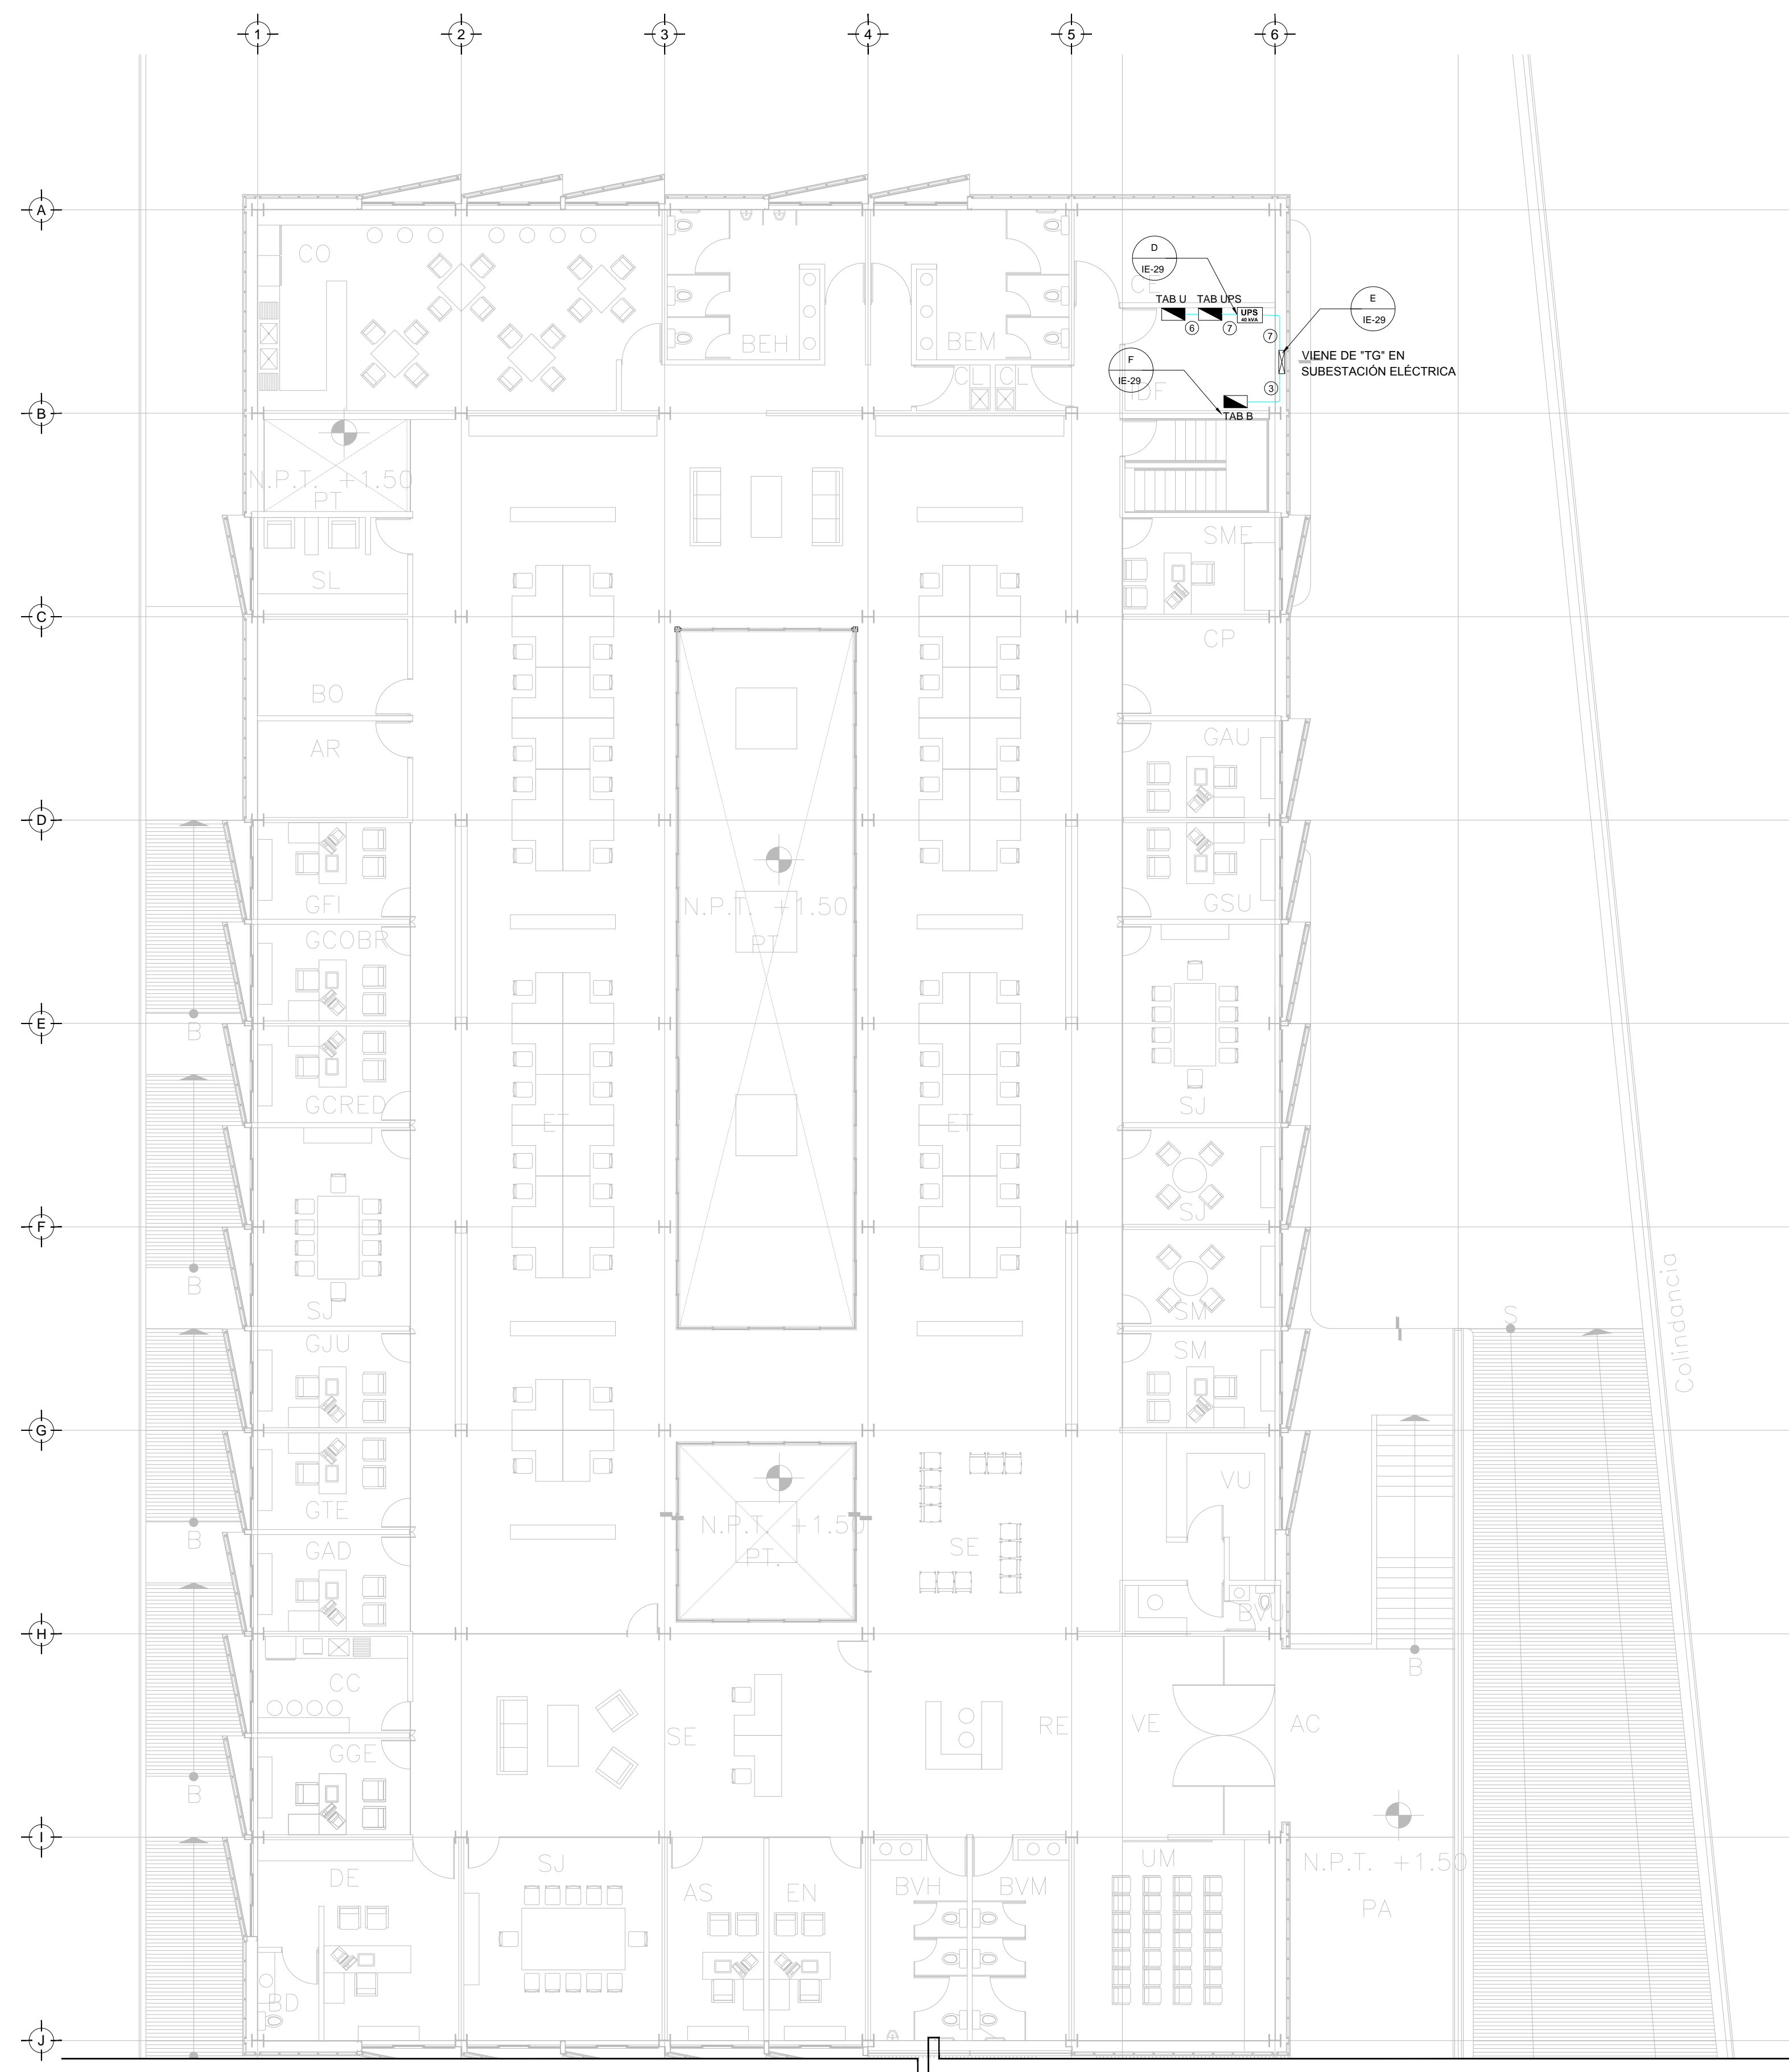 1 2 3 4 5 6
A
CO
BEH
BEM
D
IE-29
CE
E
IE-29
TAB U TAB UPS
UPS
40 kVA
6
7
7
VIENE DE "TG" EN
SUBESTACIÓN ELÉCTRICA
F
IE-29
IDF
3
TAB B
CL CL
B
N.P.T. +1.50
PT
SME
SL
C
CP
BO
AR
GAU
D
GFI
N.P.T. +1.50
PT
GSU
GCOBR
E
B
GCRED
ET
ET
SJ
F
SJ
B
SJ
SM
S
Colindancia
GJU
SM
G
VU
GTE
N.P.T. +1.50
PT.
SE
B
GAD
BVU
H
B
CC
SE
RE
VE
AC
GGE
B
I
DE
SJ
AS
EN
BVH
BVM
UM
N.P.T. +1.50
PA
BD
J